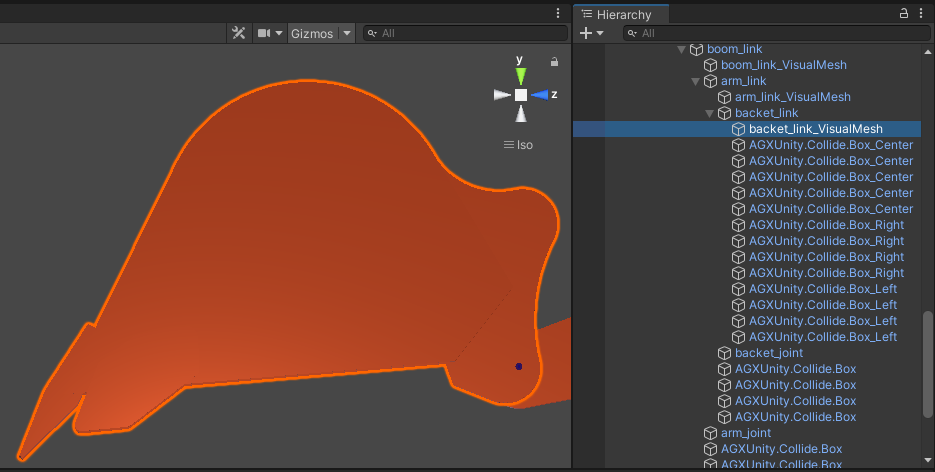 Gizmos
All
y
z
Iso
Hierarchy
All
boom_link
boom_link_VisualMesh
arm_link
arm_link_VisualMesh
backet_link
backet_link_VisualMesh
AGXUnity.Collide.Box_Center
AGXUnity.Collide.Box_Center
AGXUnity.Collide.Box_Center
AGXUnity.Collide.Box_Center
AGXUnity.Collide.Box_Center
AGXUnity.Collide.Box_Right
AGXUnity.Collide.Box_Right
AGXUnity.Collide.Box_Right
AGXUnity.Collide.Box_Right
AGXUnity.Collide.Box_Left
AGXUnity.Collide.Box_Left
AGXUnity.Collide.Box_Left
AGXUnity.Collide.Box_Left
backet_joint
AGXUnity.Collide.Box
AGXUnity.Collide.Box
AGXUnity.Collide.Box
AGXUnity.Collide.Box
arm_joint
AGXUnity.Collide.Box
AGXUnity.Collide.Box